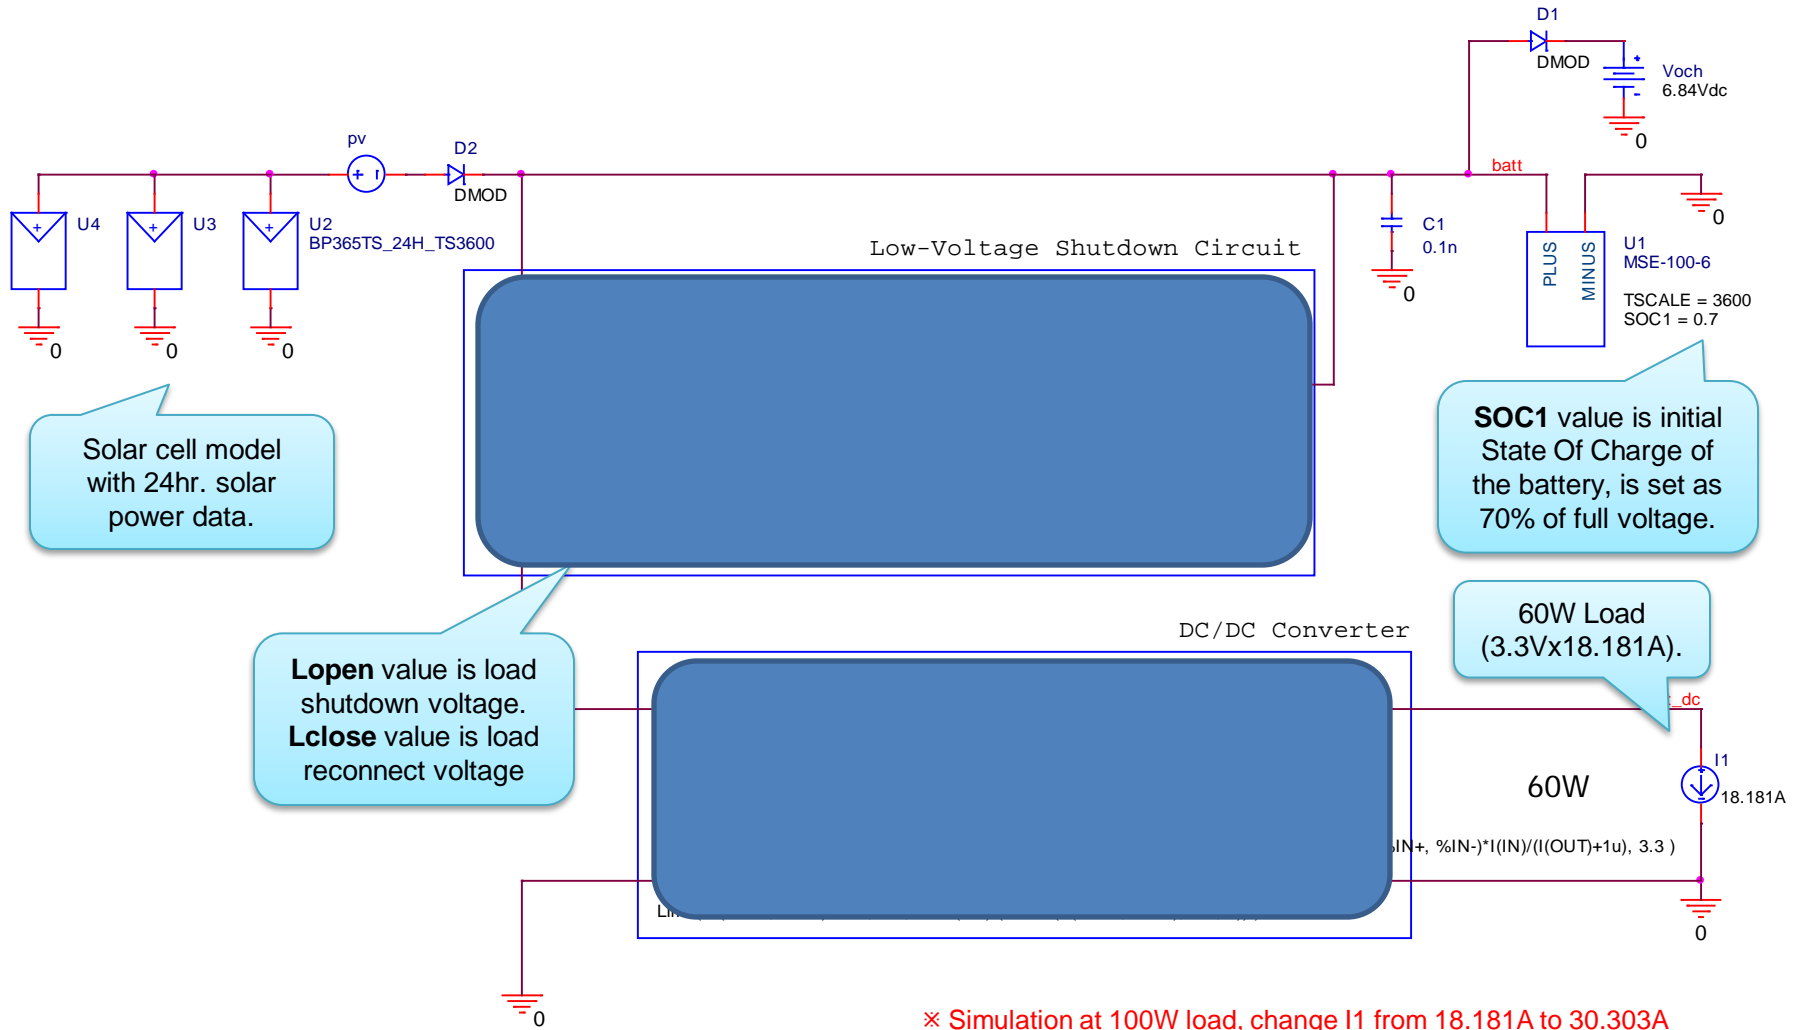 D1
DMOD
Voch
6.84Vdc
0
pv
D2
DMOD
batt
U4
U3
U2
BP365TS_24H_TS3600
C1
0.1n
0
0
PLUS
MINUS
U1
MSE-100-6
TSCALE = 3600
SOC1 = 0.7
Low-Voltage Shutdown Circuit
0
0
0
Solar cell model
with 24hr. solar
power data.
SOC1 value is initial
State Of Charge of
the battery, is set as
70% of full voltage.
60W Load
(3.3Vx18.181A).
DC/DC Converter
Lopen value is load
shutdown voltage.
Lclose value is load
reconnect voltage
_dc
I1
18.181A
60W
IN+, %IN-)*I(IN)/(I(OUT)+1u), 3.3 )
0
0
※ Simulation at 100W load, change I1 from 18.181A to 30.303A